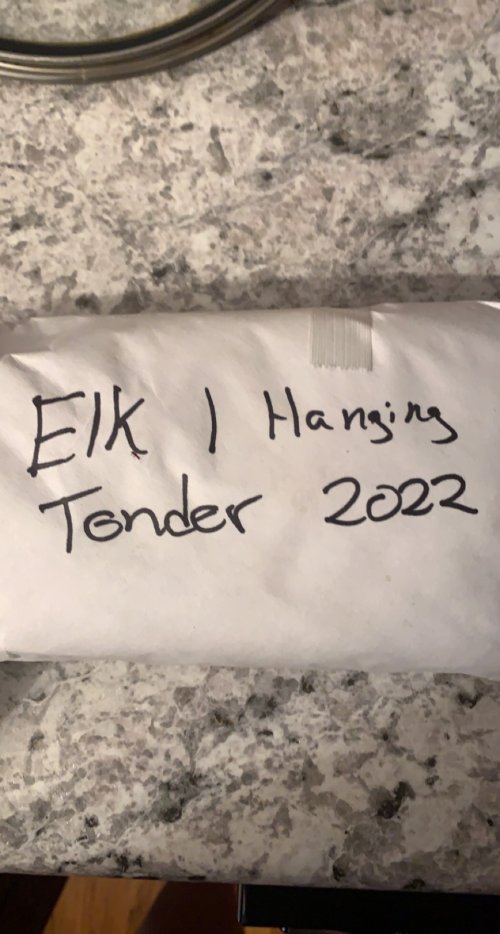 Elk | Hanging
Tonder 2022